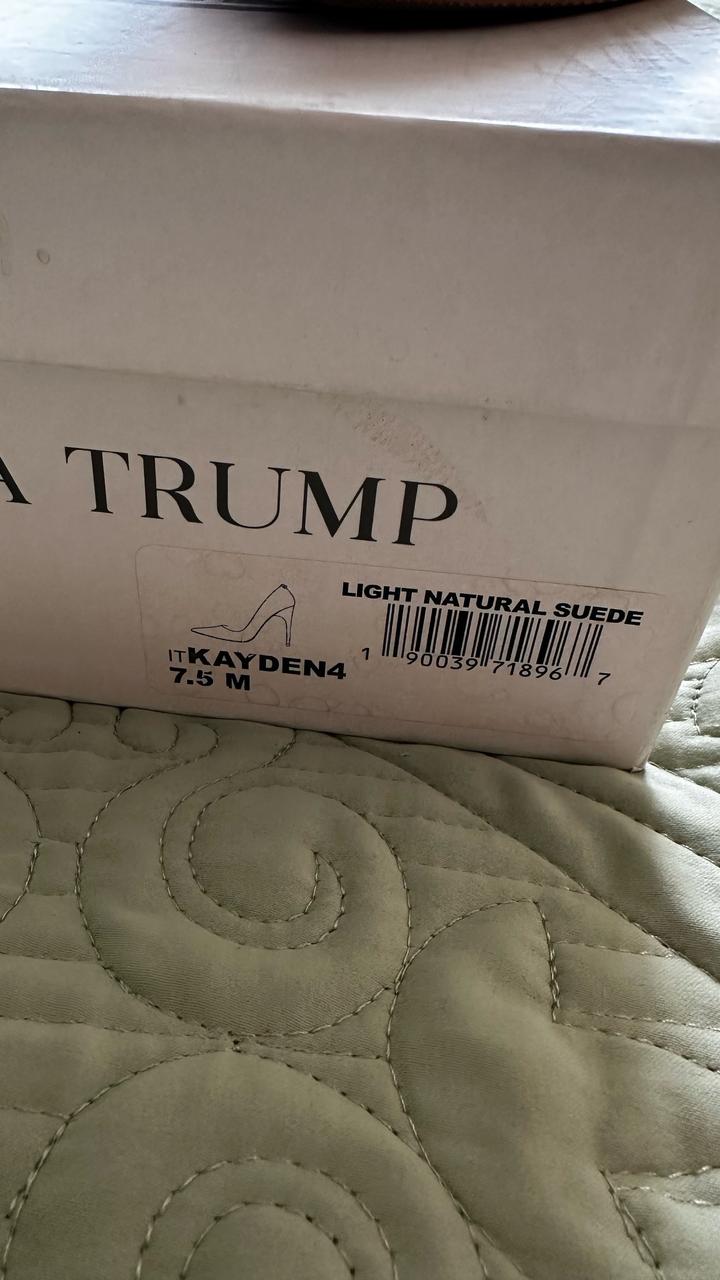 A TRUMP
LIGHT NATURAL SUEDE
ITKAYDEN4
7.5 M
1 90039 71896 7